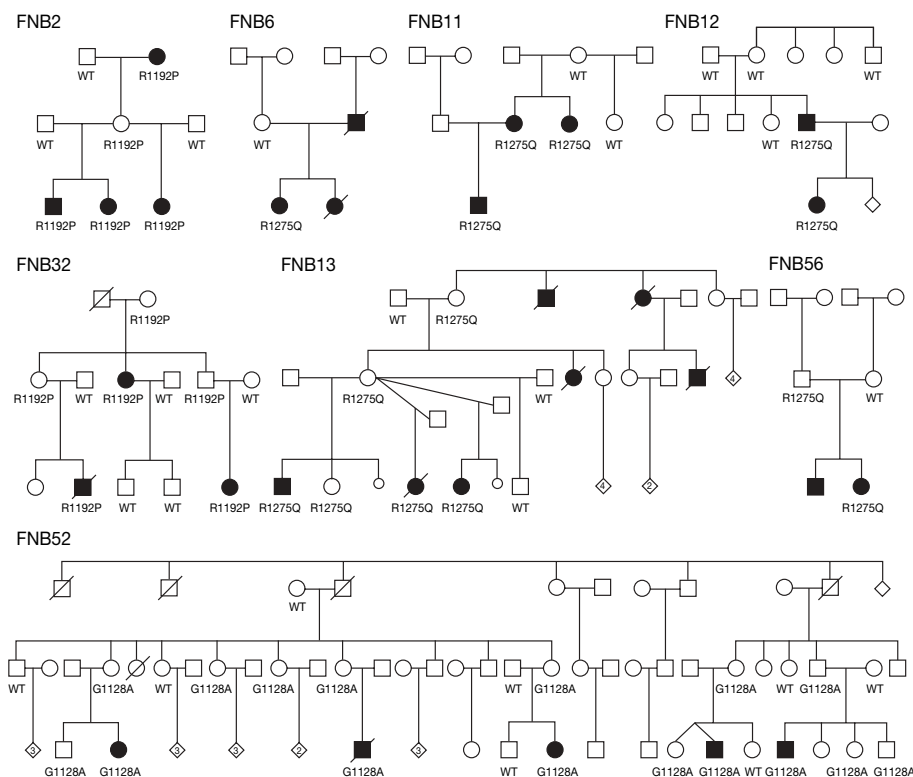 FNB2 FNB6 FNB11 FNB12
WT R1192P WT WT WT WT
WT R1192P WT WT R1275Q R1275Q WT WT R1275Q
R1192P R1192P R1192P R1275Q R1275Q R1275Q
FNB32 FNB13 FNB56
R1192P WT R1275Q
R1192P WT R1192P WT R1192P WT R1275Q WT 4 R1275Q WT
R1192P WT WT R1192P R1275Q R1275Q R1275Q R1275Q WT 4 2 R1275Q
FNB52
WT
WT G1128A WT G1128A G1128A G1128A WT G1128A G1128A WT G1128A WT
3 3 3 2 3
G1128A G1128A G1128A WT G1128A G1128A G1128A WT G1128A G1128A G1128A